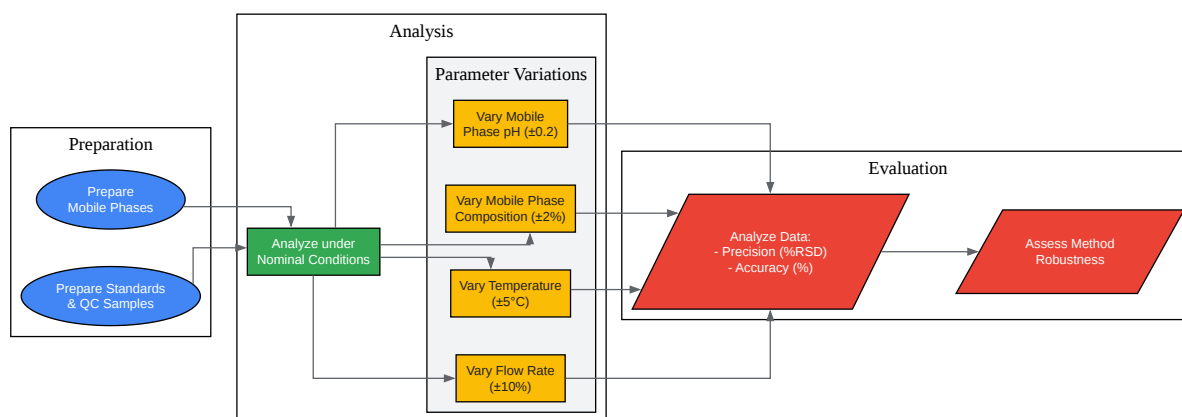 Preparation
Prepare
Mobile Phases
Prepare Standards
& QC Samples
Analysis
Analyze under
Nominal Conditions
Parameter Variations
Vary Mobile
Phase pH (±0.2)
Vary Mobile Phase
Composition (±2%)
Vary Temperature
(±5°C)
Vary Flow Rate
(±10%)
Evaluation
Analyze Data:
- Precision (%RSD)
- Accuracy (%)
Assess Method
Robustness